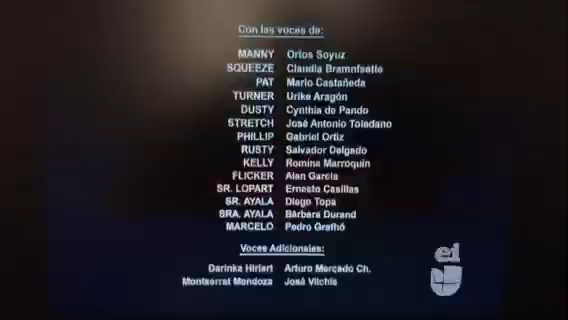 Con las voces de:
MANNY Orlos Soyuz
SQUEEZE Claudia Bramnfsette
PAT Mario Castañeda
TURNER Urike Aragón
DUSTY Cynthia de Pando
STRETCH José Antonio Toledano
PHILLIP Gabriel Ortiz
RUSTY Salvador Delgado
KELLY Romina Marroquín
FLICKER Alan García
SR. LOPART Ernesto Casillas
SR. AYALA Diego Topa
SRA. AYALA Bárbara Durand
MARCELO Pedro Grafhó
Voces Adicionales:
Darinka Hirlart Arturo Mercado Ch.
Montserrat Mendoza José Vilchis
el